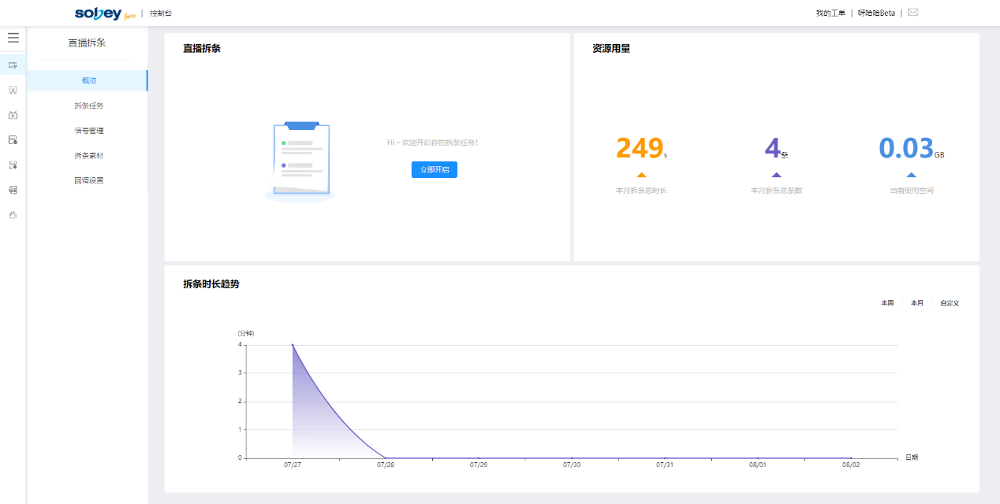 sobey Beta | 控制台
我的工单 | 呀哈哈Beta |
直播拆条
概览
拆条任务
信号管理
拆条素材
回调设置
直播拆条
Hi ~ 欢迎开启你的拆条任务!
立即开启
资源用量
249s
本月拆条总时长
4条
本月拆条总条数
0.03GB
当前使用空间
拆条时长趋势
本周 本月 自定义
(分钟)
4
3
2
1
0
07/27 07/28 07/29 07/30 07/31 08/01 08/02
日期